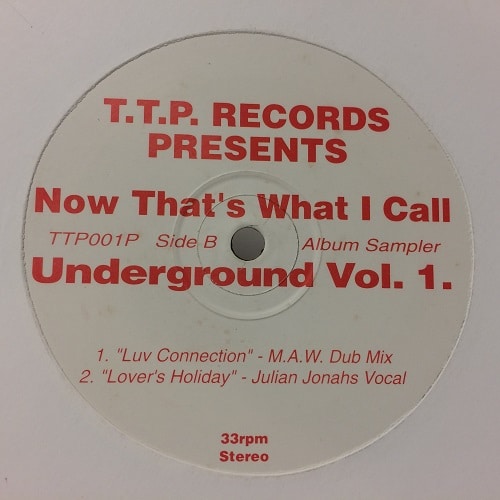 T.T.P. RECORDS
PRESENTS
Now That's What I Call
TTP001P Side B Album Sampler
Underground Vol. 1.
1. "Luv Connection" - M.A.W. Dub Mix
2. "Lover's Holiday" - Julian Jonahs Vocal
33rpm
Stereo